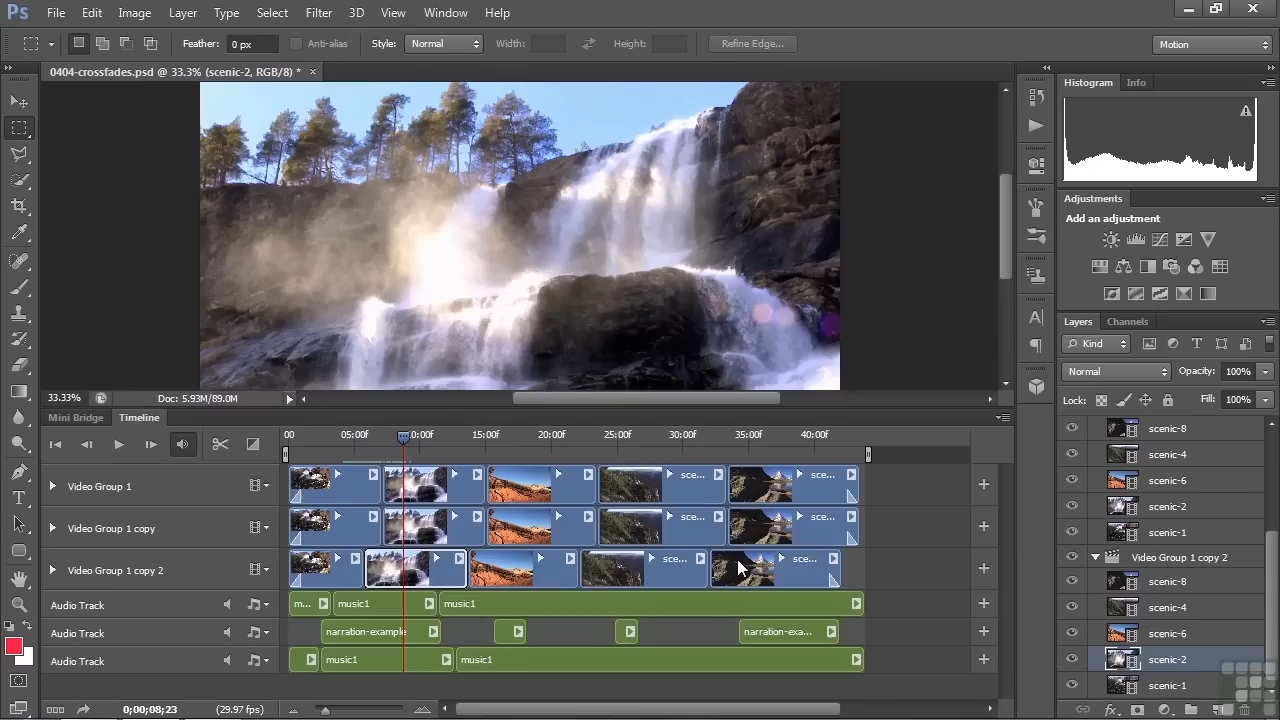 Ps File Edit Image Layer Type Select Filter 3D View Window Help
Feather: 0 px Anti-alias Style: Normal Width: Height: Refine Edge... Motion
0404-crossfades.psd @ 33.3% (scenic-2, RGB/8) * ×
Histogram Info
Adjustments
Add an adjustment
Layers Channels
Kind
Normal Opacity: 100%
Lock: Fill: 100%
33.33% Doc: 5.93M/89.0M
Mini Bridge Timeline
00 05:00f 0:00f 15:00f 20:00f 25:00f 30:00f 35:00f 40:00f
Video Group 1 sce... sce...
Video Group 1 copy sce... sce...
Video Group 1 copy 2 sce... sce...
Audio Track m... music1 music1
Audio Track narration-example narration-exa...
Audio Track music1 music1
0;00;08;23 (29.97 fps)
scenic-8
scenic-4
scenic-6
scenic-2
scenic-1
Video Group 1 copy 2
scenic-8
scenic-4
scenic-6
scenic-2
scenic-1